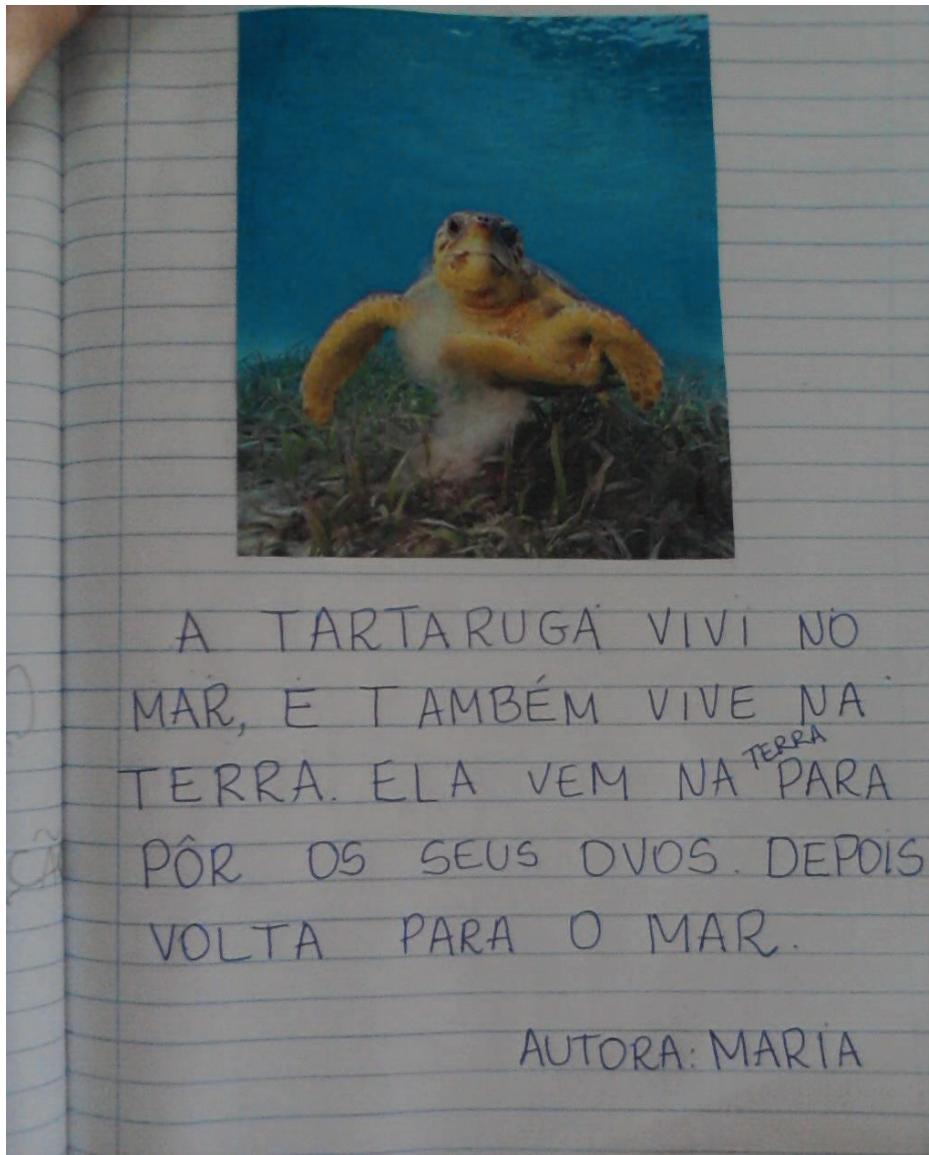 A TARTARUGA VIVI NO
MAR, E TAMBÉM VIVE NA
TERRA. ELA VEM NA TERRA PARA
PÔR OS SEUS OVOS. DEPOIS
VOLTA PARA O MAR.
AUTORA: MARIA